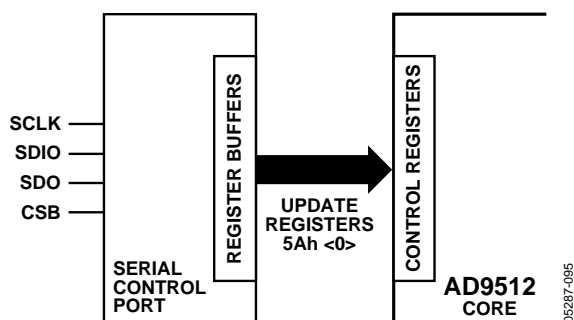 SCLK
SDIO
SDO
CSB
SERIAL
CONTROL
PORT
REGISTER BUFFERS
UPDATE
REGISTERS
5Ah <0>
CONTROL REGISTERS
AD9512
CORE
05287-095